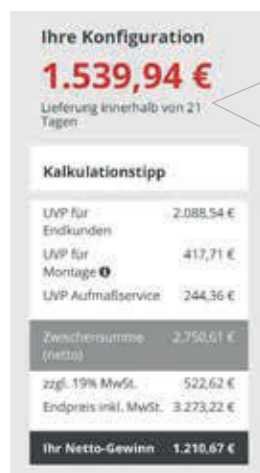 Ihre Konfiguration
1.539,94 €
Lieferung innerhalb von 21
Tagen
Kalkulationstipp
UVP für 2.088,54 €
Endkunden
UVP für 417,71 €
Montage
UVP Aufmaßservice 244,36 €
Zwischensumme 2.750,61 €
(netto)
zzgl. 19% MwSt. 522,62 €
Endpreis inkl. MwSt. 3.273,22 €
Ihr Netto-Gewinn 1.210,67 €